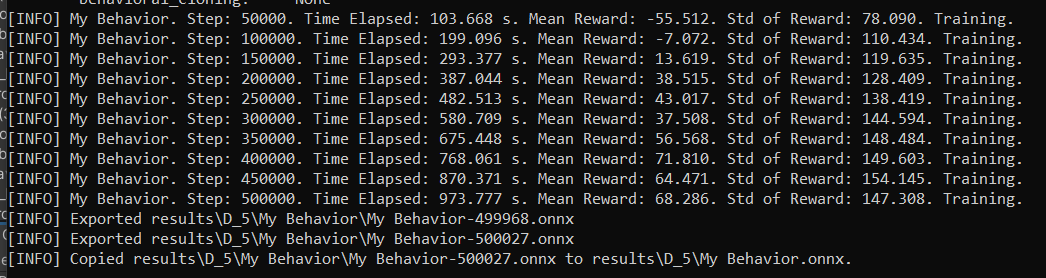 behavioral_cloning:     None
[INFO] My Behavior. Step: 50000. Time Elapsed: 103.668 s. Mean Reward: -55.512. Std of Reward: 78.090. Training.
[INFO] My Behavior. Step: 100000. Time Elapsed: 199.096 s. Mean Reward: -7.072. Std of Reward: 110.434. Training.
[INFO] My Behavior. Step: 150000. Time Elapsed: 293.377 s. Mean Reward: 13.619. Std of Reward: 119.635. Training.
[INFO] My Behavior. Step: 200000. Time Elapsed: 387.044 s. Mean Reward: 38.515. Std of Reward: 128.409. Training.
[INFO] My Behavior. Step: 250000. Time Elapsed: 482.513 s. Mean Reward: 43.017. Std of Reward: 138.419. Training.
[INFO] My Behavior. Step: 300000. Time Elapsed: 580.709 s. Mean Reward: 37.508. Std of Reward: 144.594. Training.
[INFO] My Behavior. Step: 350000. Time Elapsed: 675.448 s. Mean Reward: 56.568. Std of Reward: 148.484. Training.
[INFO] My Behavior. Step: 400000. Time Elapsed: 768.061 s. Mean Reward: 71.810. Std of Reward: 149.603. Training.
[INFO] My Behavior. Step: 450000. Time Elapsed: 870.371 s. Mean Reward: 64.471. Std of Reward: 154.145. Training.
[INFO] My Behavior. Step: 500000. Time Elapsed: 973.777 s. Mean Reward: 68.286. Std of Reward: 147.308. Training.
[INFO] Exported results\D_5\My Behavior\My Behavior-499968.onnx
[INFO] Exported results\D_5\My Behavior\My Behavior-500027.onnx
[INFO] Copied results\D_5\My Behavior\My Behavior-500027.onnx to results\D_5\My Behavior.onnx.